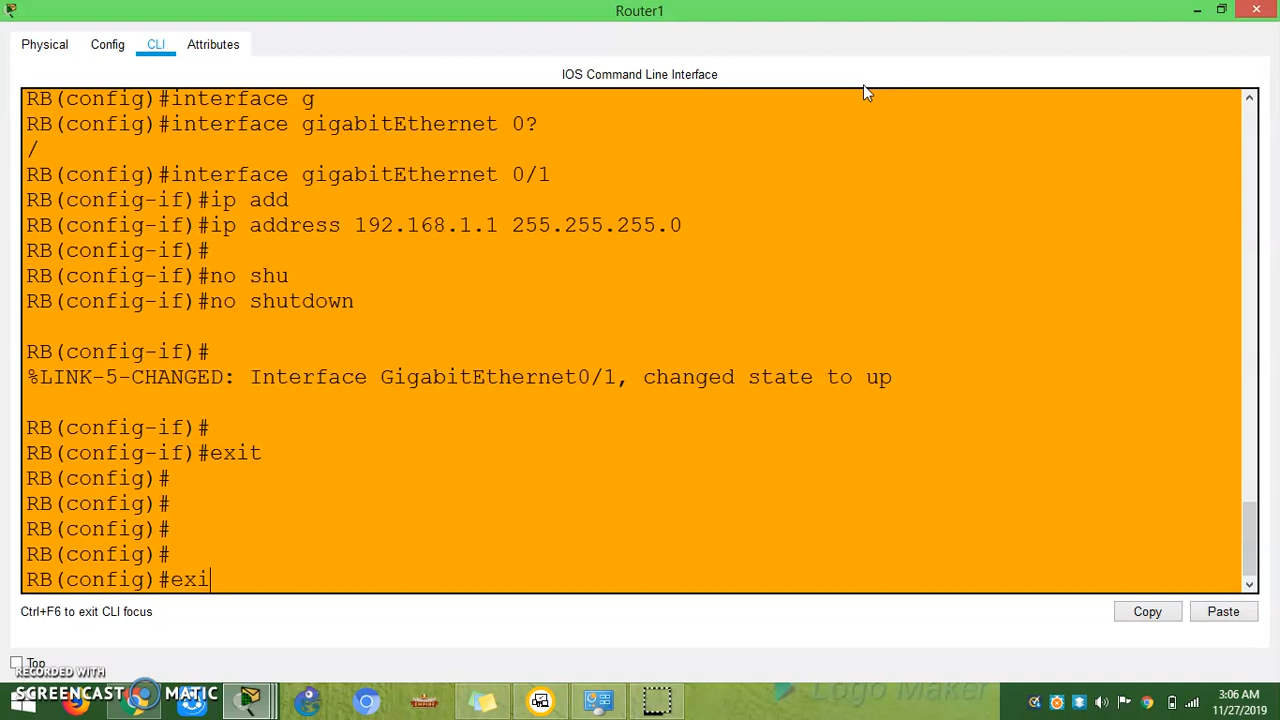 Router1
Physical Config CLI Attributes
IOS Command Line Interface
RB(config)#interface g
RB(config)#interface gigabitEthernet 0?
/
RB(config)#interface gigabitEthernet 0/1
RB(config-if)#ip add
RB(config-if)#ip address 192.168.1.1 255.255.255.0
RB(config-if)#
RB(config-if)#no shu
RB(config-if)#no shutdown
RB(config-if)#
%LINK-5-CHANGED: Interface GigabitEthernet0/1, changed state to up
RB(config-if)#
RB(config-if)#exit
RB(config)#
RB(config)#
RB(config)#
RB(config)#
RB(config)#exi
Ctrl+F6 to exit CLI focus
Copy Paste
Top
RECORDED WITH
SCREENCAST MATIC
EMPIRE
Logo Maker
3:06 AM
11/27/2019